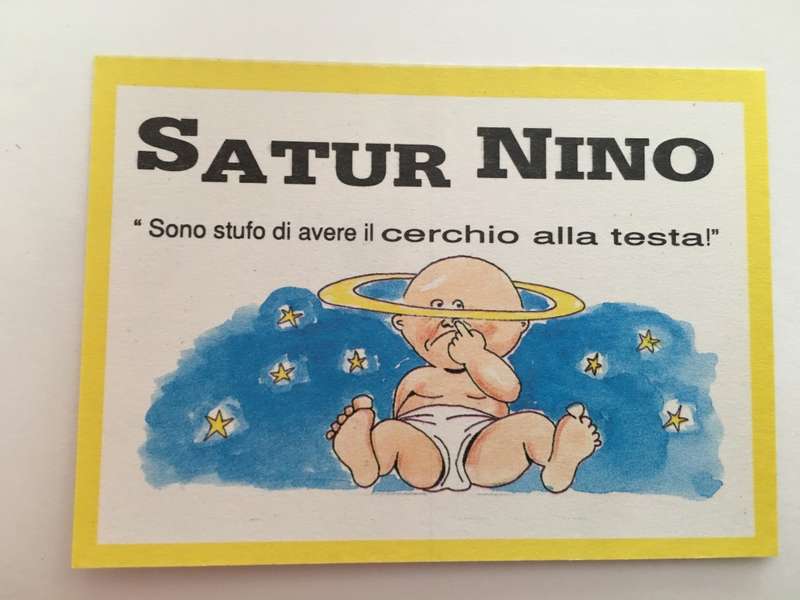 SATUR NINO
“ Sono stufo di avere il cerchio alla testa!”